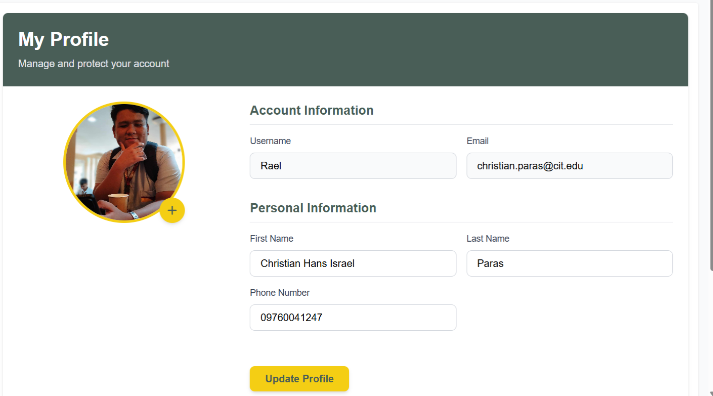 My Profile
Manage and protect your account
Account Information
Username
Email
Rael
christian.paras@cit.edu
Personal Information
First Name
Last Name
Christian Hans Israel
Paras
Phone Number
09760041247
Update Profile